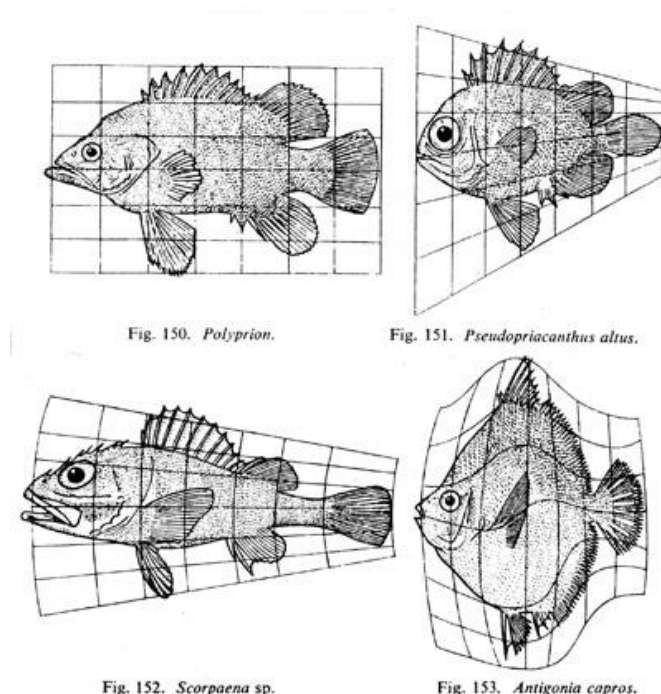 Fig. 150. Polyprion.
Fig. 151. Pseudopriacanthus altus.
Fig. 152. Scorpaena sp.
Fig. 153. Antigonia capros.